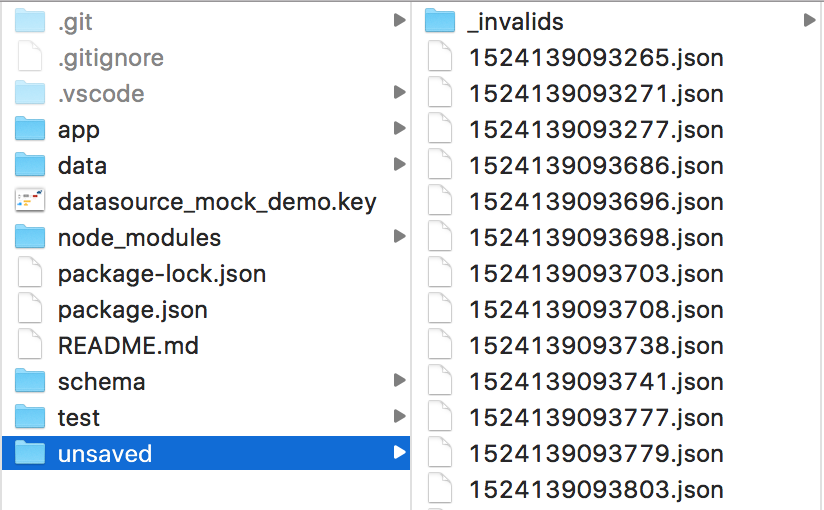 .git
.gitignore
.vscode
app
data
datasource_mock_demo.key
node_modules
package-lock.json
package.json
README.md
schema
test
unsaved
_invalids
1524139093265.json
1524139093271.json
1524139093277.json
1524139093686.json
1524139093696.json
1524139093698.json
1524139093703.json
1524139093708.json
1524139093738.json
1524139093741.json
1524139093777.json
1524139093779.json
1524139093803.json